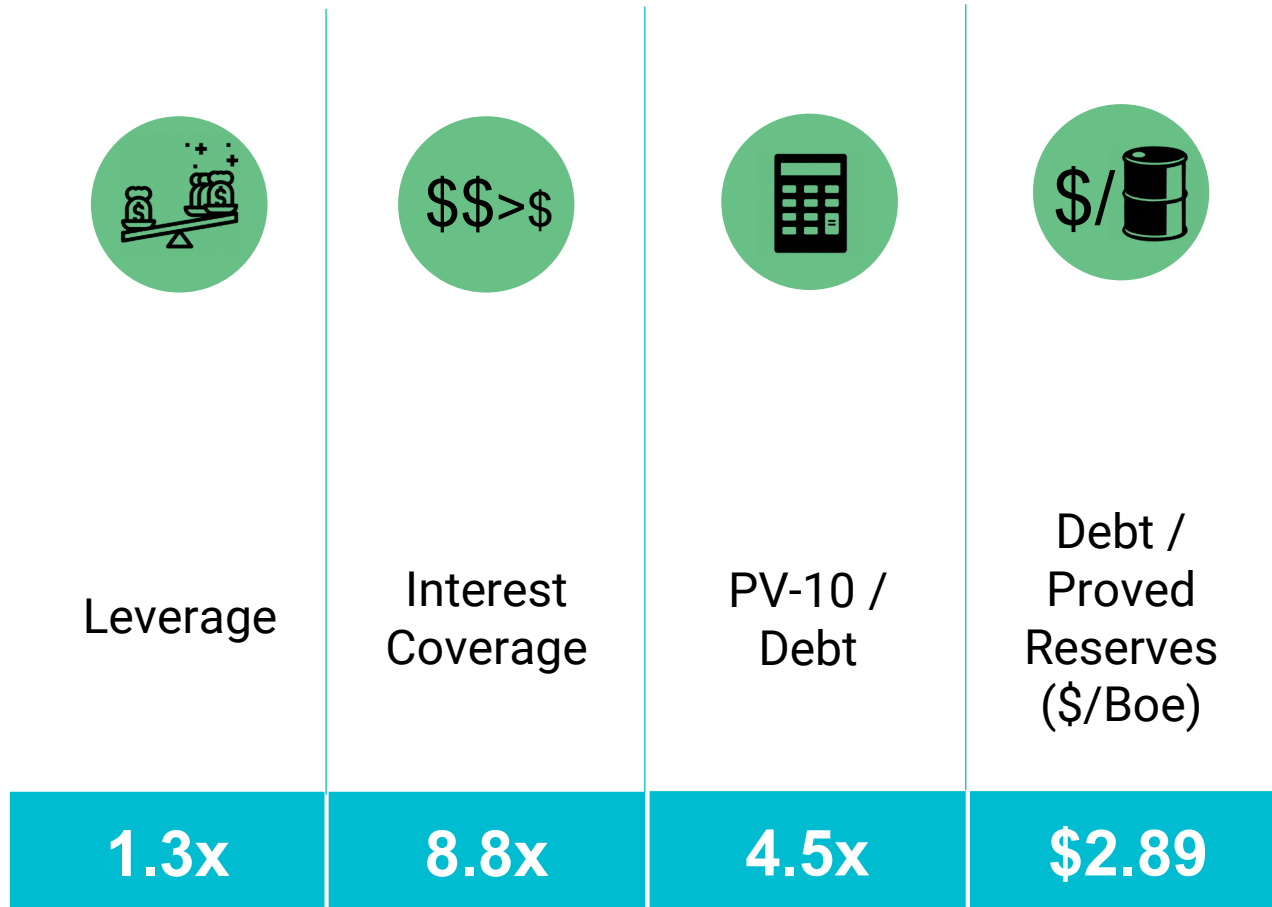 $$>$
$/
Leverage
Interest
Coverage
PV-10 /
Debt
Debt /
Proved
Reserves
($/Boe)
1.3x
8.8x
4.5x
$2.89